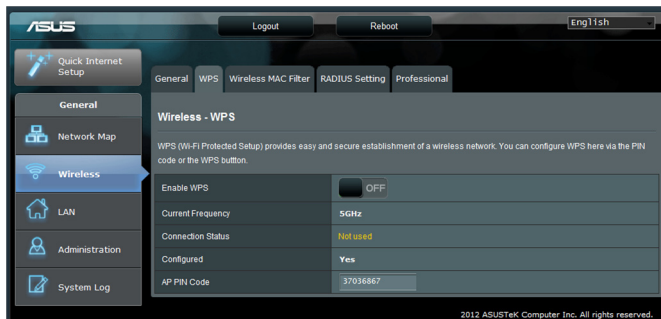 ASUS
Logout
Reboot
English
Quick Internet
Setup
General
Network Map
Wireless
LAN
Administration
System Log
General
WPS
Wireless MAC Filter
RADIUS Setting
Professional
Wireless - WPS
WPS (Wi-Fi Protected Setup) provides easy and secure establishment of a wireless network. You can configure WPS here via the PIN
code or the WPS buttton.
Enable WPS
OFF
Current Frequency
5GHz
Connection Status
Not used
Configured
Yes
AP PIN Code
37036867
2012 ASUSTeK Computer Inc. All rights reserved.